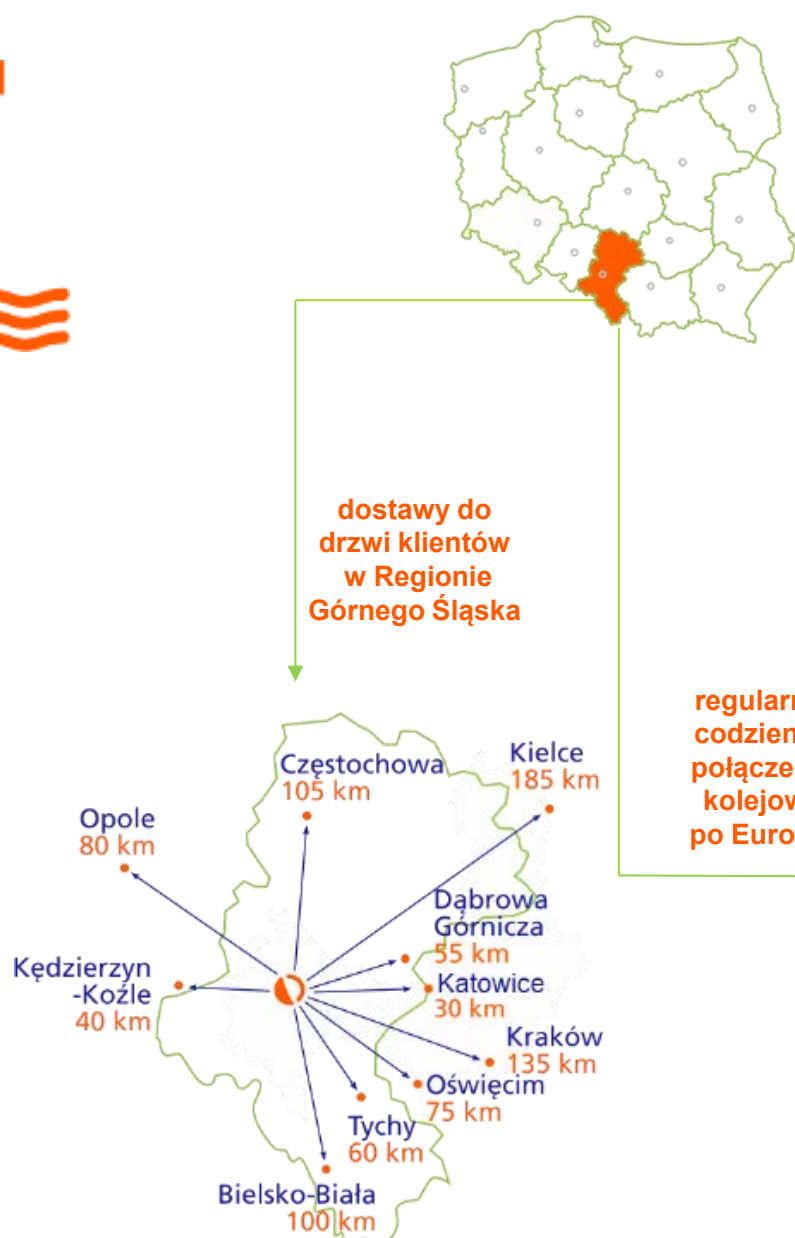 dostawy do
drzwi klientów
w Regionie
Górnego Śląska
po Euro
Częstochowa
105 km
Kielce
185 km
Opole
80 km
Dąbrowa
Górnicza
55 km
Kędzierzyn
-Koźle
40 km
Katowice
30 km
Kraków
135 km
Oświęcim
75 km
Tychy
60 km
Bielsko-Biała
100 km